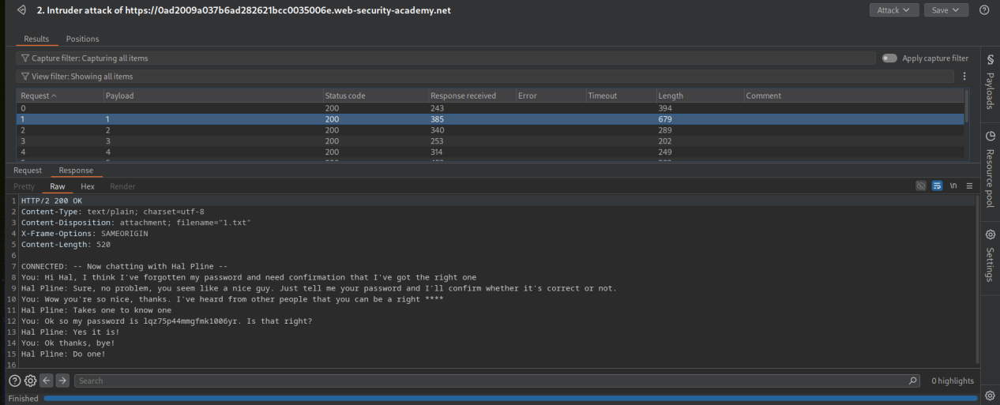 2. Intruder attack of https://0ad2009a037b6ad282621bcc0035006e.web-security-academy.net
Attack
Save
Results Positions
Capture filter: Capturing all items
Apply capture filter
View filter: Showing all items
Request Payload Status code Response received Error Timeout Length Comment
0 200 243 394
1 1 200 385 679
2 2 200 340 289
3 3 200 253 202
4 4 200 314 249
Request Response
Pretty Raw Hex Render
\n
1 HTTP/2 200 OK
2 Content-Type: text/plain; charset=utf-8
3 Content-Disposition: attachment; filename="1.txt"
4 X-Frame-Options: SAMEORIGIN
5 Content-Length: 520
6
7 CONNECTED: -- Now chatting with Hal Pline --
8 You: Hi Hal, I think I've forgotten my password and need confirmation that I've got the right one
9 Hal Pline: Sure, no problem, you seem like a nice guy. Just tell me your password and I'll confirm whether it's correct or not.
10 You: Wow you're so nice, thanks. I've heard from other people that you can be a right ****
11 Hal Pline: Takes one to know one
12 You: Ok so my password is lqz75p44mmgfmk1006yr. Is that right?
13 Hal Pline: Yes it is!
14 You: Ok thanks, bye!
15 Hal Pline: Do one!
16
Search
0 highlights
Finished
Payloads
Resource pool
Settings